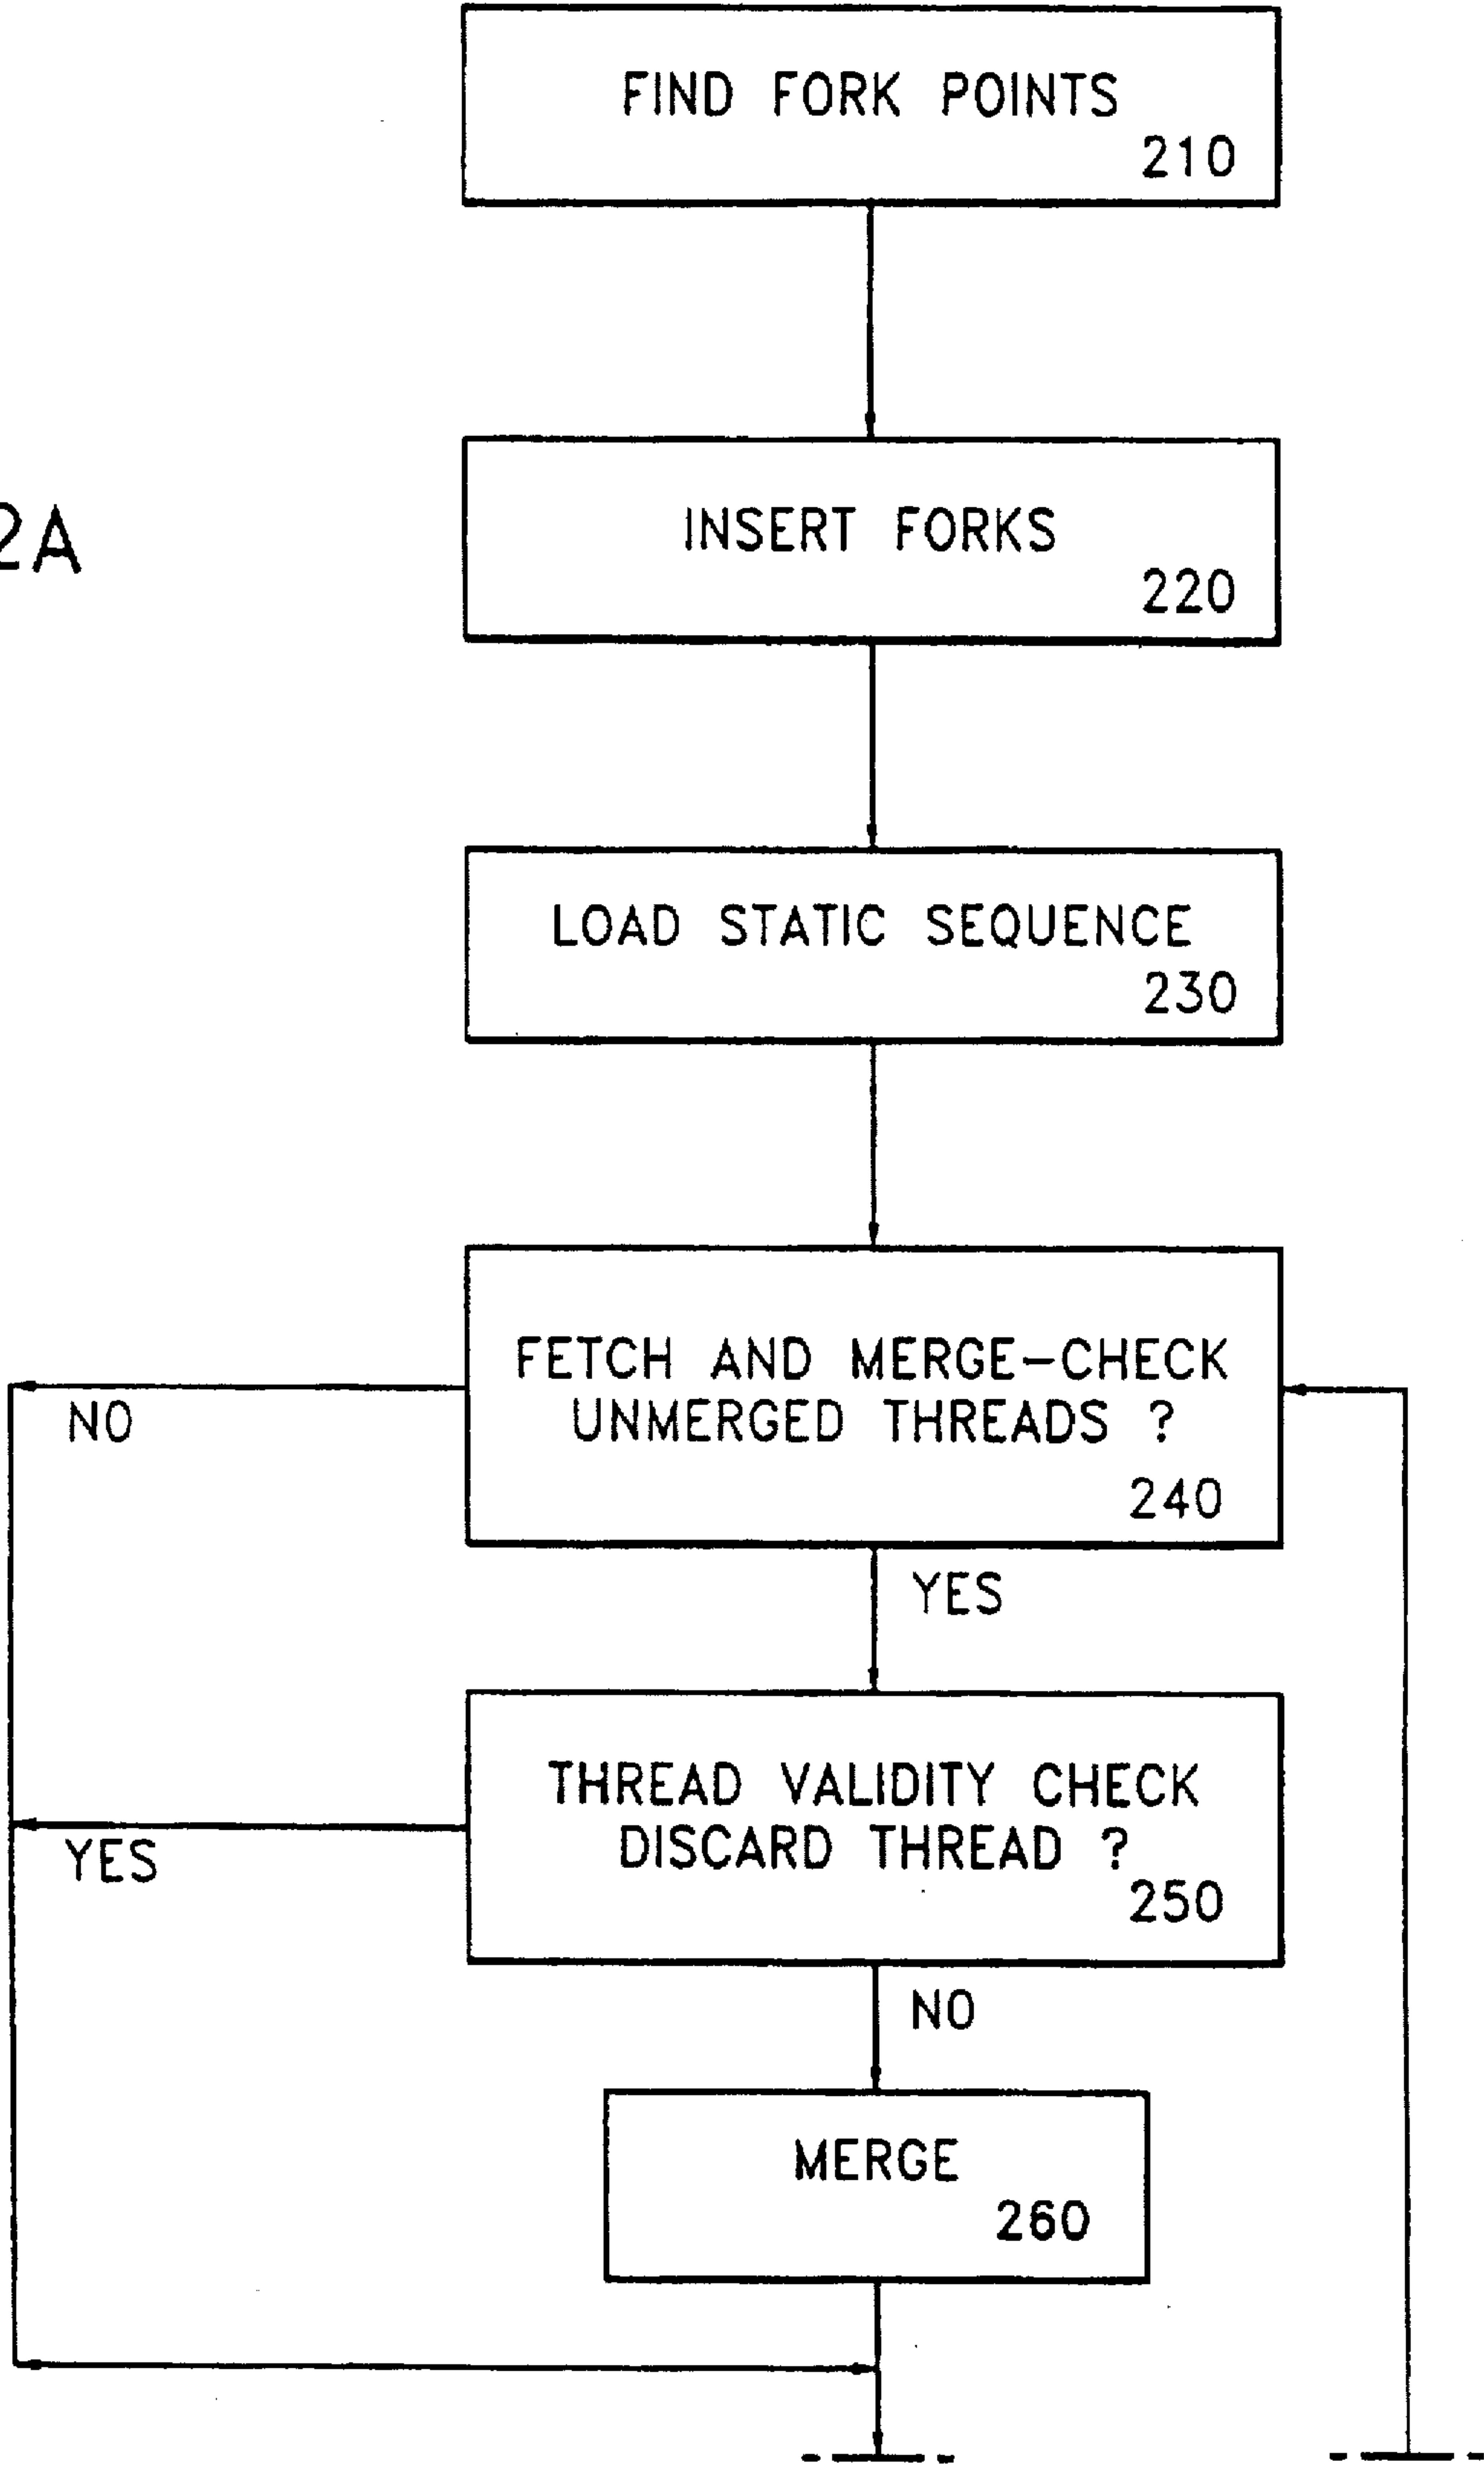 FIND FORK POINTS
210
2A
INSERT FORKS
220
LOAD STATIC SEQUENCE
230
FETCH AND MERGE-CHECK
UNMERGED THREADS ?
240
NO
YES
THREAD VALIDITY CHECK
DISCARD THREAD ?
250
YES
NO
MERGE
260